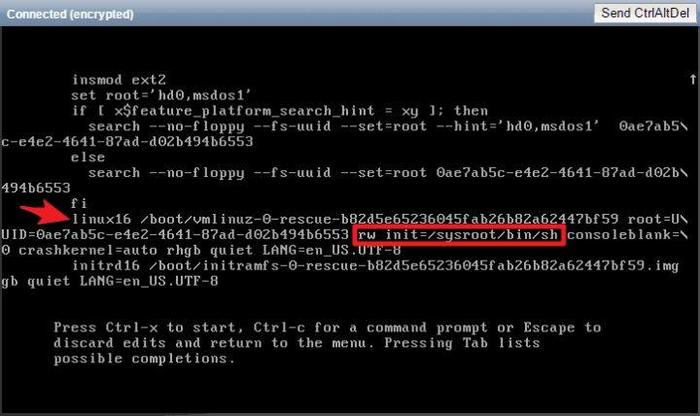 Connected (encrypted)
Send CtrlAltDel
insmod ext2
set root='hd0,msdos1'
if [ x$feature_platform_search_hint = xy ]; then
search --no-floppy --fs-uuid --set=root --hint='hd0,msdos1' 0ae7ab5\
c-e4e2-4641-87ad-d02b494b6553
else
search --no-floppy --fs-uuid --set=root 0ae7ab5c-e4e2-4641-87ad-d02b\
494b6553
fi
linux16 /boot/vmlinuz-0-rescue-b82d5e65236045fab26b82a62447bf59 root=U\
UID=0ae7ab5c-e4e2-4641-87ad-d02b494b6553 rw init=/sysroot/bin/sh consoleblank=\
0 crashkernel=auto rhgb quiet LANG=en_US.UTF-8
initrd16 /boot/initramfs-0-rescue-b82d5e65236045fab26b82a62447bf59.img
gb quiet LANG=en_US.UTF-8
Press Ctrl-x to start, Ctrl-c for a command prompt or Escape to
discard edits and return to the menu. Pressing Tab lists
possible completions.